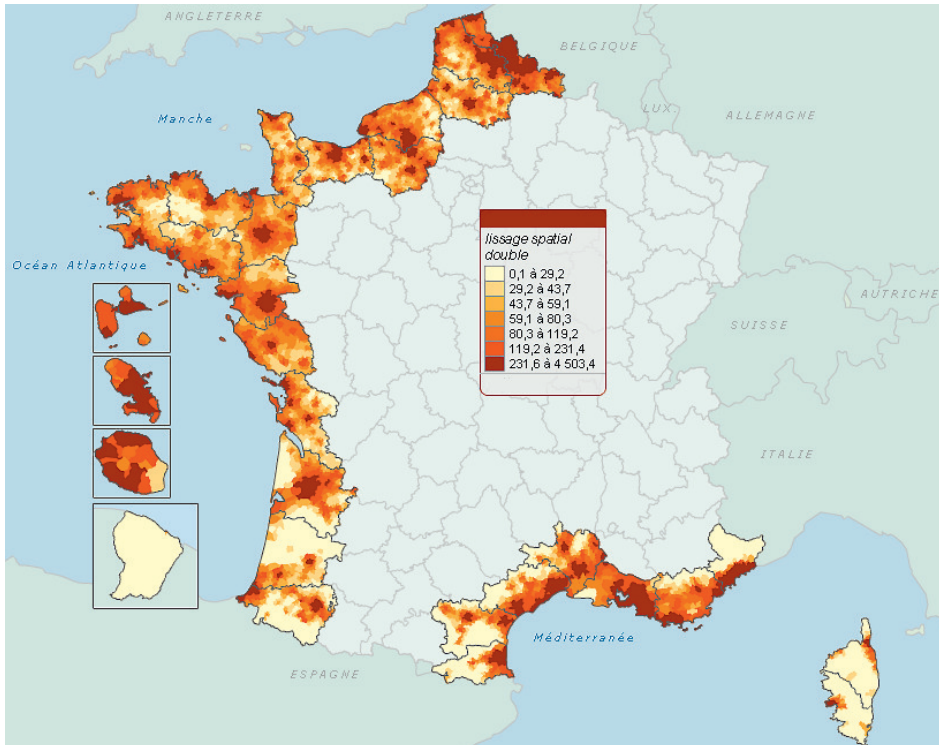 ANGLETERRE
BELGIQUE
LUX
ALLEMAGNE
Manche
lissage spatial
double
0,1 à 29,2
29,2 à 43,7
43,7 à 59,1
59,1 à 80,3
80,3 à 119,2
119,2 à 231,4
231,6 à 4 503,4
Océan Atlantique
AUTRICHE
SUISSE
ITALIE
Méditerranée
ESPAGNE